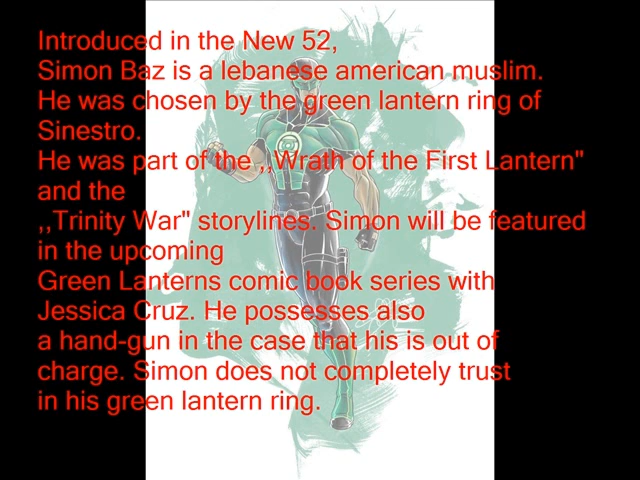 Introduced in the New 52,
Simon Baz is a lebanese american muslim.
He was chosen by the green lantern ring of
Sinestro.
He was part of the ,,Wrath of the First Lantern"
and the
,,Trinity War" storylines. Simon will be featured
in the upcoming
Green Lanterns comic book series with
Jessica Cruz. He possesses also
a hand-gun in the case that his is out of
charge. Simon does not completely trust
in his green lantern ring.